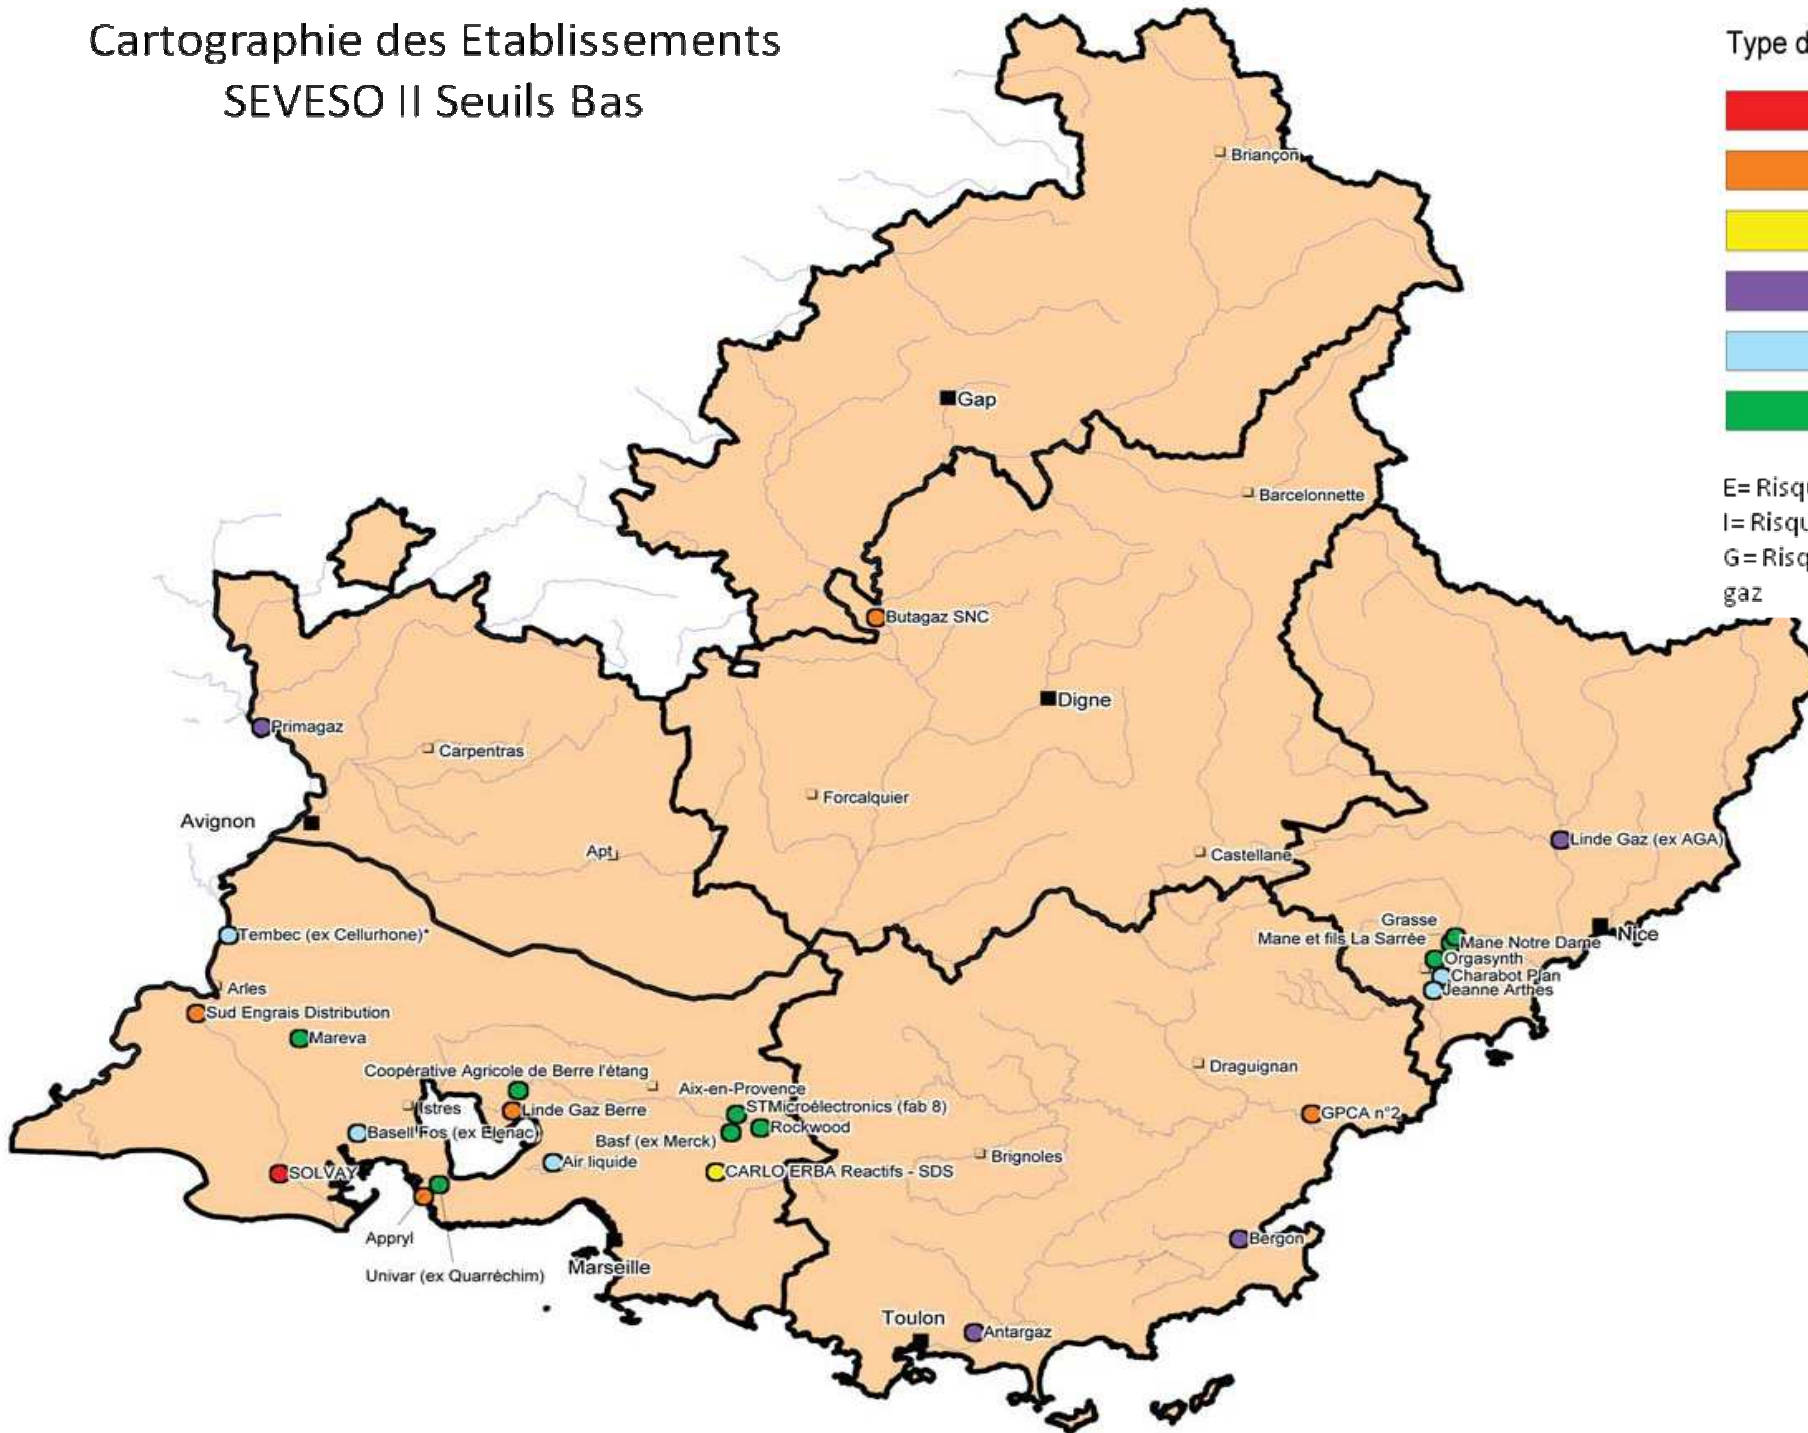 Cartographie des Etablissements
SEVESO II Seuils Bas
Type d
E= Risqu
I= Risqu
G= Risq
gaz
Briançon
Gap
Barcelonnette
Butagaz SNC
Digne
Primagaz
Carpentras
Forcalquier
Avignon
Apt
Castellane
Linde Gaz (ex AGA)
Tembec (ex Cellurhone)*
Grasse
Mane et fils La Sarrée
Mane Notre Dame
Nice
Orgasynth
Charabot Plan
Jeanne Arthes
Arles
Sud Engrais Distribution
Mareva
Coopérative Agricole de Berre l'étang
Draguignan
Aix-en-Provence
Istres
Linde Gaz Berre
STMicroélectronics (fab 8)
GPCA n°2
Basell Fos (ex Elenac)
Basf (ex Merck)
Rockwood
Brignoles
Air liquide
SOLVAY
CARLO ERBA Reactifs - SDS
Appryl
Bergon
Univar (ex Quarréchim)
Marseille
Toulon
Antargaz